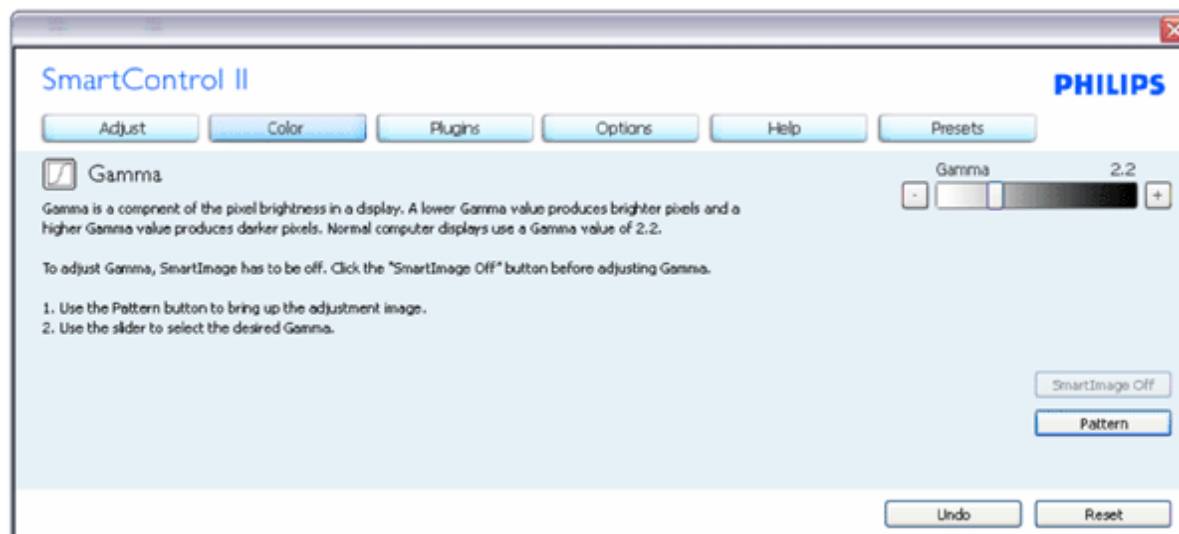 SmartControl II
PHILIPS
Adjust Color Plugins Options Help Presets
Gamma
Gamma 2.2
- +
Gamma is a compnent of the pixel brightness in a display. A lower Gamma value produces brighter pixels and a
higher Gamma value produces darker pixels. Normal computer displays use a Gamma value of 2.2.
To adjust Gamma, SmartImage has to be off. Click the "SmartImage Off" button before adjusting Gamma.
1. Use the Pattern button to bring up the adjustment image.
2. Use the slider to select the desired Gamma.
SmartImage Off
Pattern
Undo Reset